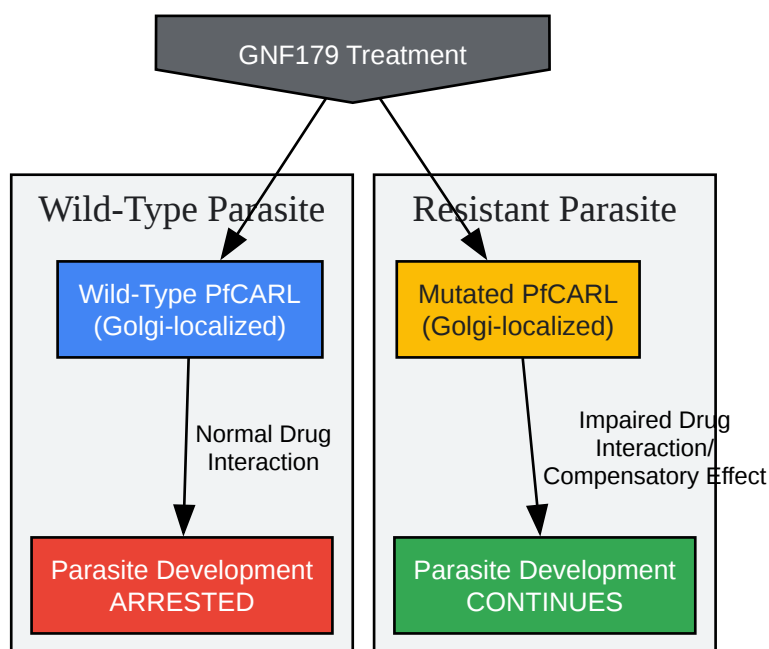 GNF179 Treatment
Wild-Type Parasite
Wild-Type PfCARL
(Golgi-localized)
Normal Drug
Interaction
Parasite Development
ARRESTED
Resistant Parasite
Mutated PfCARL
(Golgi-localized)
Impaired Drug
Interaction/
Compensatory Effect
Parasite Development
CONTINUES